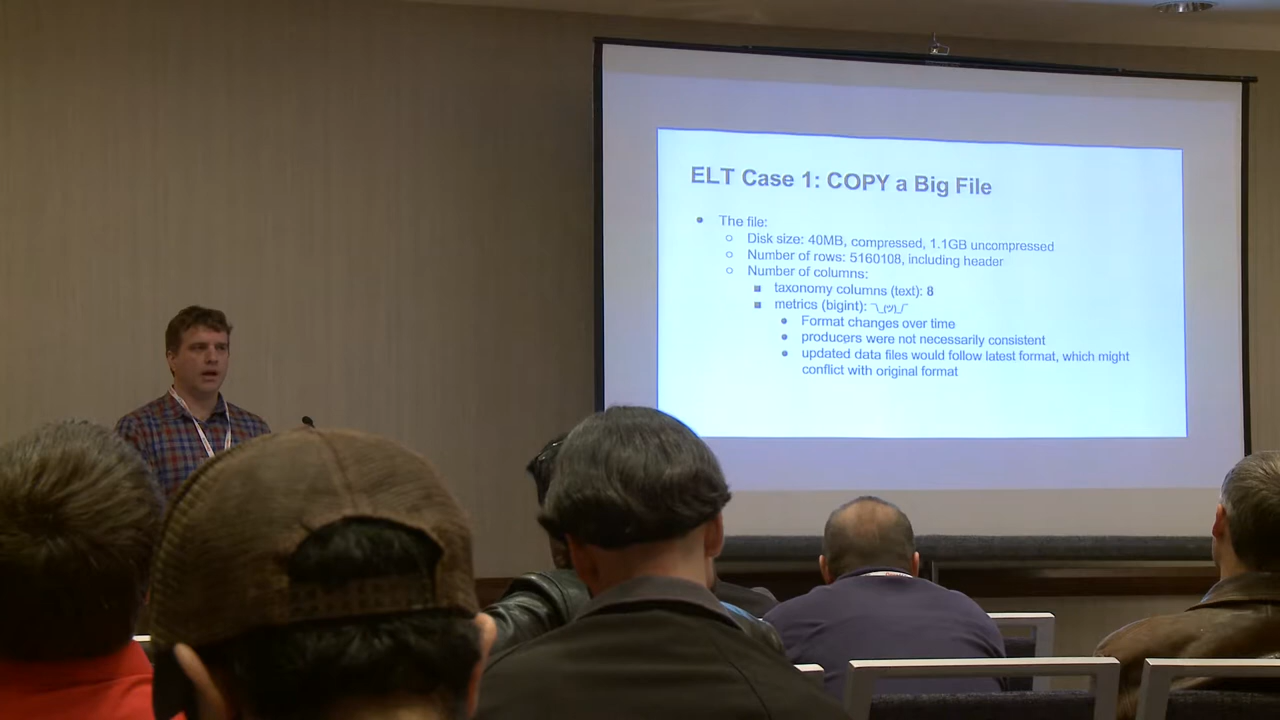 ELT Case 1: COPY a Big File
The file:
Disk size: 40MB, compressed, 1.1GB uncompressed
Number of rows: 5160108, including header
Number of columns:
taxonomy columns (text): 8
metrics (bigint): ¯\_(ツ)_/¯
Format changes over time
producers were not necessarily consistent
updated data files would follow latest format, which might
conflict with original format